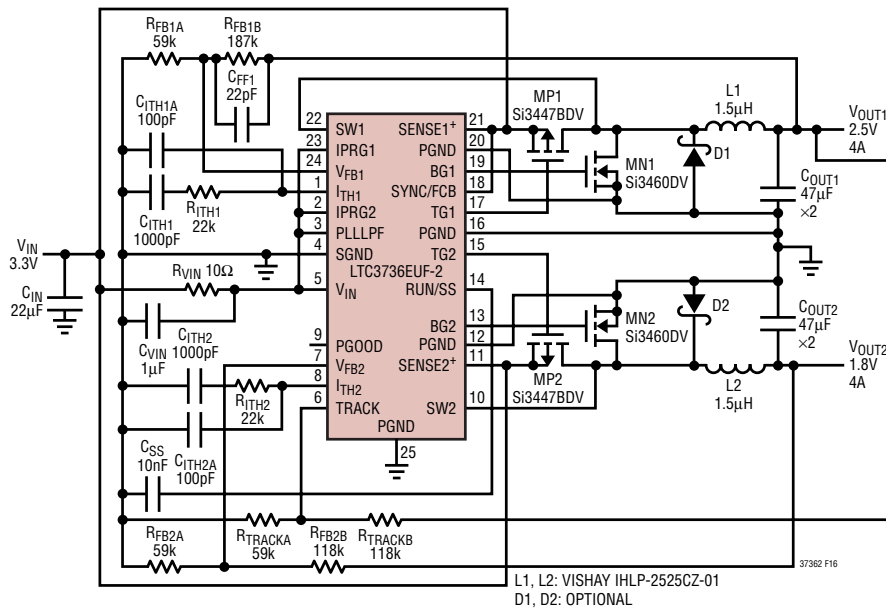 RFB1A
59k
RFB1B
187k
CFF1
22pF
CITH1A
100pF
CITH1
1000pF
RITH1
22k
VIN
3.3V
CIN
22µF
RVIN 10Ω
CVIN
1µF
CITH2
1000pF
RITH2
22k
CSS
10nF
CITH2A
100pF
RFB2A
59k
RTRACKA
59k
RFB2B
118k
RTRACKB
118k
22 SW1
23 IPRG1
24 VFB1
1 ITH1
2 IPRG2
3 PLLLPF
4 SGND
LTC3736EUF-2
5 VIN
9 PGOOD
7 VFB2
8 ITH2
6 TRACK
PGND
25
SENSE1+ 21
PGND 20
BG1 19
SYNC/FCB 18
TG1 17
PGND 16
TG2 15
RUN/SS 14
BG2 13
PGND 12
SENSE2+ 11
SW2 10
MP1
Si3447BDV
MN1
Si3460DV
L1
1.5µH
D1
VOUT1
2.5V
4A
COUT1
47µF
×2
MN2
Si3460DV
D2
COUT2
47µF
×2
MP2
Si3447BDV
L2
1.5µH
VOUT2
1.8V
4A
37362 F16
L1, L2: VISHAY IHLP-2525CZ-01
D1, D2: OPTIONAL